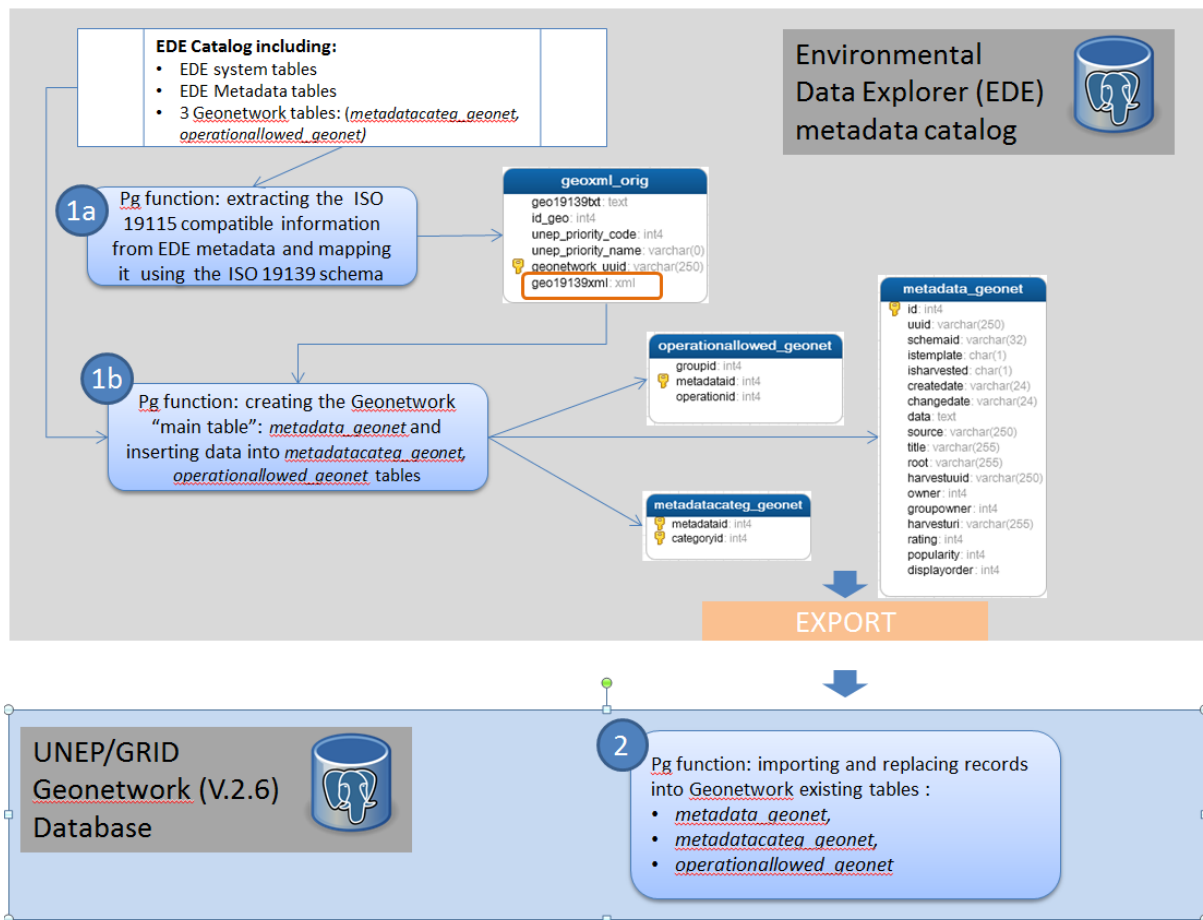 EDE Catalog including:
• EDE system tables
• EDE Metadata tables
• 3 Geonetwork tables: (metadatacateg_geonet,
operationallowed_geonet)
Environmental
Data Explorer (EDE)
metadata catalog
1a
Pg function: extracting the ISO
19115 compatible information
from EDE metadata and mapping
it using the ISO 19139 schema
geoxml_orig
geo19139txt: text
id_geo: int4
unep_priority_code: int4
unep_priority_name: varchar(0)
geonetwork_uuid: varchar(250)
geo19139xml: xml
metadata_geonet
id: int4
uuid: varchar(250)
schemaid: varchar(32)
istemplate: char(1)
isharvested: char(1)
createdate: varchar(24)
changedate: varchar(24)
data: text
source: varchar(250)
title: varchar(255)
root: varchar(255)
harvestuuid: varchar(250)
owner: int4
groupowner: int4
harvesturi: varchar(255)
rating: int4
popularity: int4
displayorder: int4
operationallowed_geonet
groupid: int4
metadataid: int4
operationid: int4
1b
Pg function: creating the Geonetwork
“main table”: metadata_geonet and
inserting data into metadatacateg_geonet,
operationallowed_geonet tables
metadatacateg_geonet
metadataid: int4
categoryid: int4
EXPORT
UNEP/GRID
Geonetwork (V.2.6)
Database
2
Pg function: importing and replacing records
into Geonetwork existing tables :
• metadata_geonet,
• metadatacateg_geonet,
• operationallowed_geonet